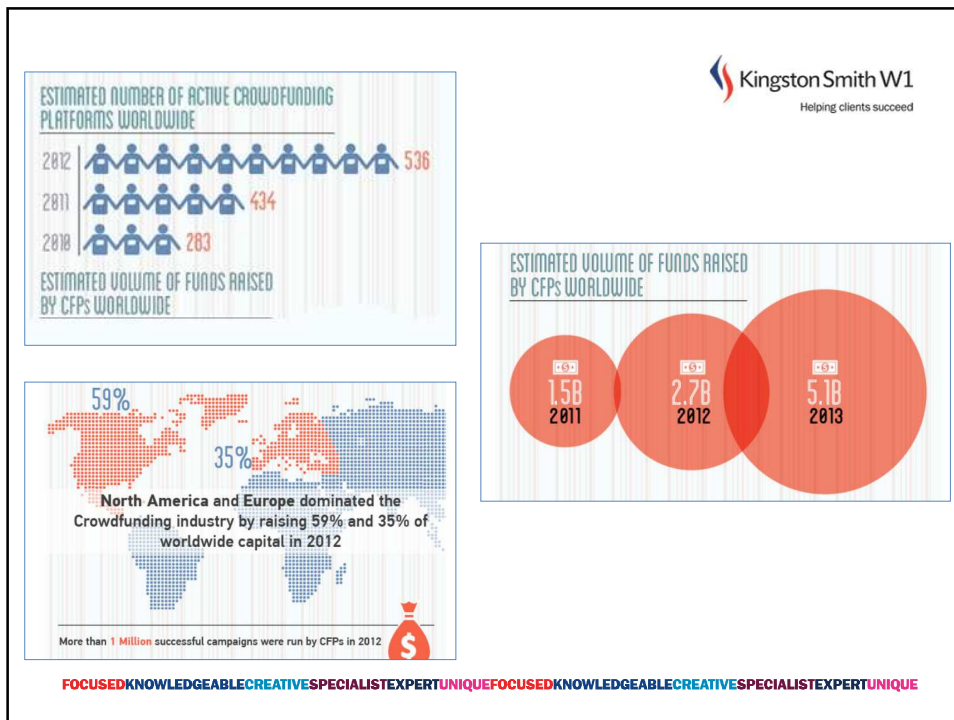 Kingston Smith W1
Helping clients succeed
ESTIMATED NUMBER OF ACTIVE CROWDFUNDING
PLATFORMS WORLDWIDE
2012 536
2011 434
2010 283
ESTIMATED VOLUME OF FUNDS RAISED
BY CFPs WORLDWIDE
ESTIMATED VOLUME OF FUNDS RAISED
BY CFPs WORLDWIDE
1.5B
2011
2.7B
2012
5.1B
2013
59%
35%
North America and Europe dominated the
Crowdfunding industry by raising 59% and 35% of
worldwide capital in 2012
More than 1 Million successful campaigns were run by CFPs in 2012
$
FOCUSEDKNOWLEDGEABLECREATIVESPECIALISTEXPERTUNIQUEFOCUSEDKNOWLEDGEABLECREATIVESPECIALISTEXPERTUNIQUE